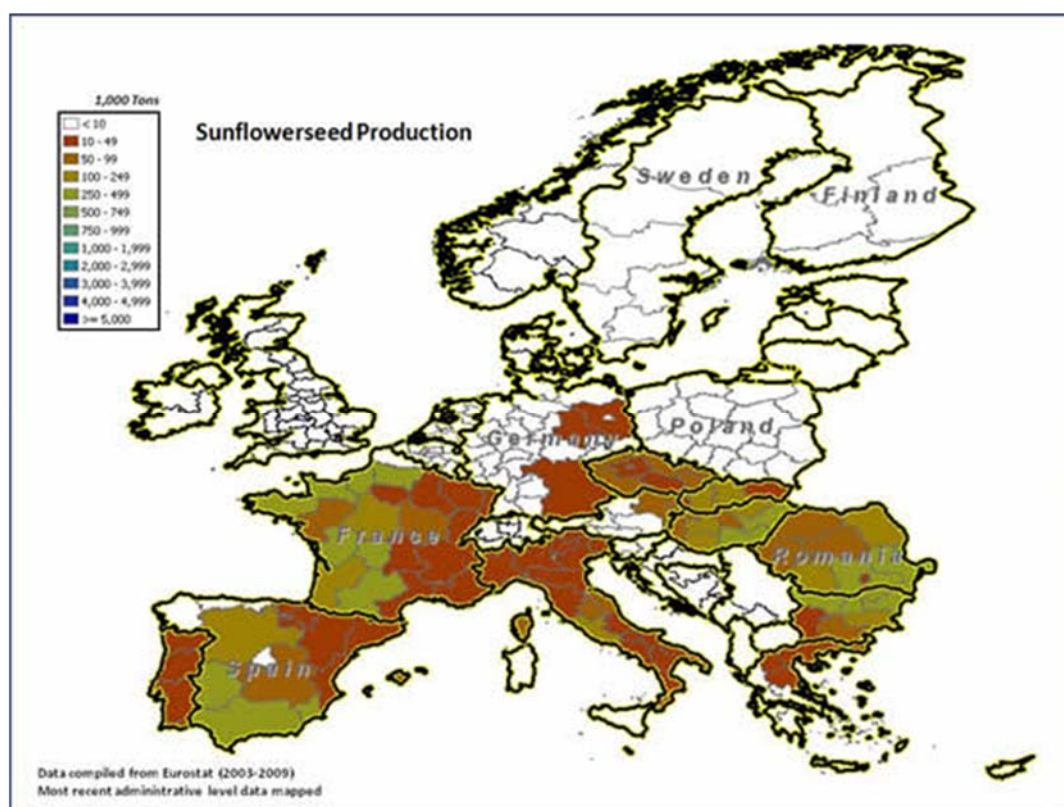 1,000 Tons
< 10
10 - 49
50 - 99
100 - 249
250 - 499
500 - 749
750 - 999
1,000 - 1,999
2,000 - 2,999
3,000 - 3,999
4,000 - 4,999
>= 5,000
Sunflowerseed Production
Sweden
Finland
Germany
Poland
France
Romania
Spain
Data compiled from Eurostat (2003-2009)
Most recent administrative level data mapped